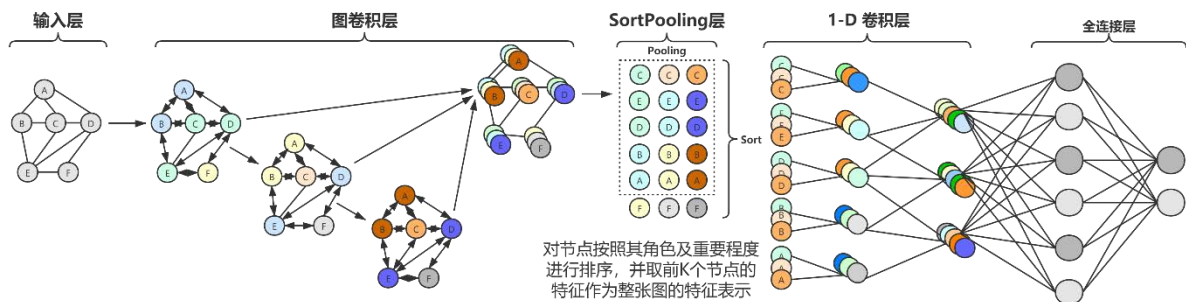 输入层
图卷积层
SortPooling层
1-D 卷积层
全连接层
Pooling
A
B C D
E F
A
B C D
E F
A
B C D
E F
A
B C D
E F
A
B C D
E F
C C C
E E E
D D D
B B B
A A A
F F F
Sort
C
C
C
E
E
E
D
D
D
B
B
B
A
A
A
对节点按照其角色及重要程度
进行排序，并取前K个节点的
特征作为整张图的特征表示